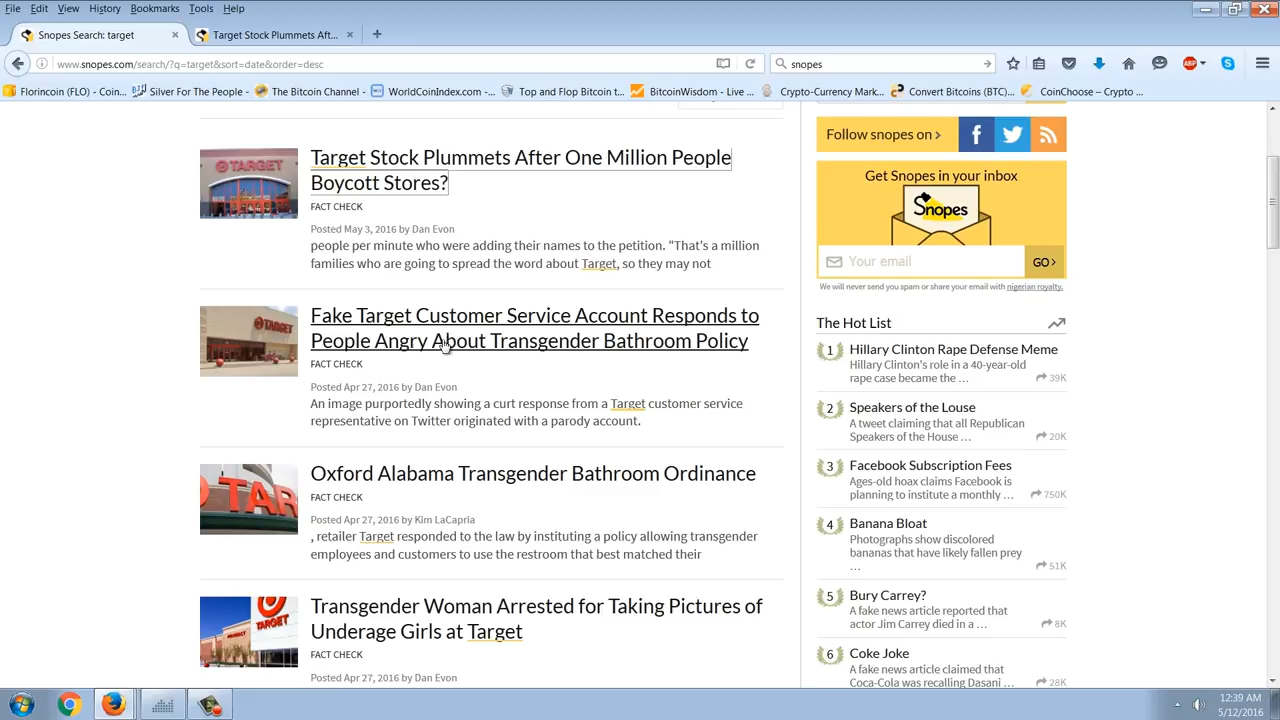 File Edit View History Bookmarks Tools Help
Snopes Search: target
Target Stock Plummets Aft...
www.snopes.com/search/?q=target&sort=date&order=desc
snopes
ABP
Florincoin (FLO) - Coin...
Silver For The People - ...
The Bitcoin Channel - ...
WorldCoinIndex.com - ...
Top and Flop Bitcoin t...
BitcoinWisdom - Live ...
Crypto-Currency Mark...
Convert Bitcoins (BTC)...
CoinChoose – Crypto ...
TARGET
Target Stock Plummets After One Million People
Boycott Stores?
FACT CHECK
Posted May 3, 2016 by Dan Evon
people per minute who were adding their names to the petition. "That's a million
families who are going to spread the word about Target, so they may not
TARGET
Fake Target Customer Service Account Responds to
People Angry About Transgender Bathroom Policy
FACT CHECK
Posted Apr 27, 2016 by Dan Evon
An image purportedly showing a curt response from a Target customer service
representative on Twitter originated with a parody account.
TAR
Oxford Alabama Transgender Bathroom Ordinance
FACT CHECK
Posted Apr 27, 2016 by Kim LaCapria
, retailer Target responded to the law by instituting a policy allowing transgender
employees and customers to use the restroom that best matched their
TARGET
Transgender Woman Arrested for Taking Pictures of
Underage Girls at Target
FACT CHECK
Posted Apr 27, 2016 by Dan Evon
Follow snopes on ›
Get Snopes in your inbox
Snopes
Your email
GO›
We will never send you spam or share your email with nigerian royalty.
The Hot List
1 Hillary Clinton Rape Defense Meme
Hillary Clinton's role in a 40-year-old
rape case became the ... 39K
2 Speakers of the Louse
A tweet claiming that all Republican
Speakers of the House ... 20K
3 Facebook Subscription Fees
Ages-old hoax claims Facebook is
planning to institute a monthly ... 750K
4 Banana Bloat
Photographs show discolored
bananas that have likely fallen prey
... 51K
5 Bury Carrey?
A fake news article reported that
actor Jim Carrey died in a ... 8K
6 Coke Joke
A fake news article claimed that
Coca-Cola was recalling Dasani ... 28K
12:39 AM
5/12/2016